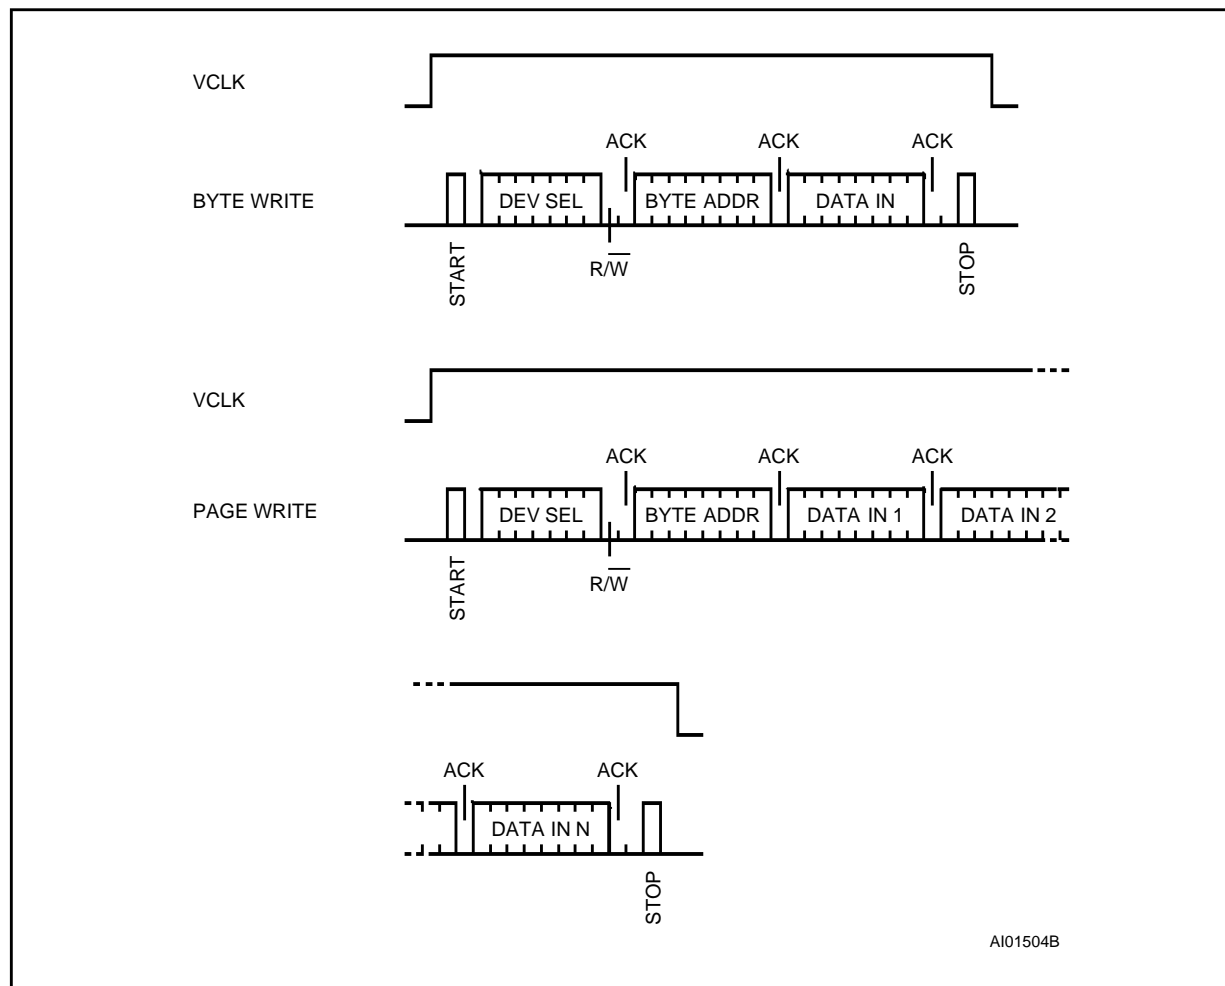 VCLK
ACK ACK ACK
BYTE WRITE DEV SEL BYTE ADDR DATA IN
START R/W STOP
VCLK
ACK ACK ACK
PAGE WRITE DEV SEL BYTE ADDR DATA IN 1 DATA IN 2
START R/W
ACK ACK
DATA IN N
STOP
AI01504B